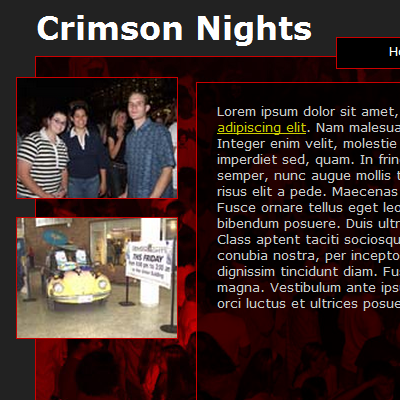 Crimson Nights
Lorem ipsum dolor sit amet,
adipiscing elit. Nam malesua
Integer enim velit, molestie
imperdiet sed, quam. In frin
semper, nunc augue mollis t
risus elit a pede. Maecenas
Fusce ornare tellus eget leo
bibendum posuere. Duis ultr
Class aptent taciti sociosqu
conubia nostra, per incepto
dignissim tincidunt diam. Fu
magna. Vestibulum ante ips
orci luctus et ultrices posue
THIS FRIDAY